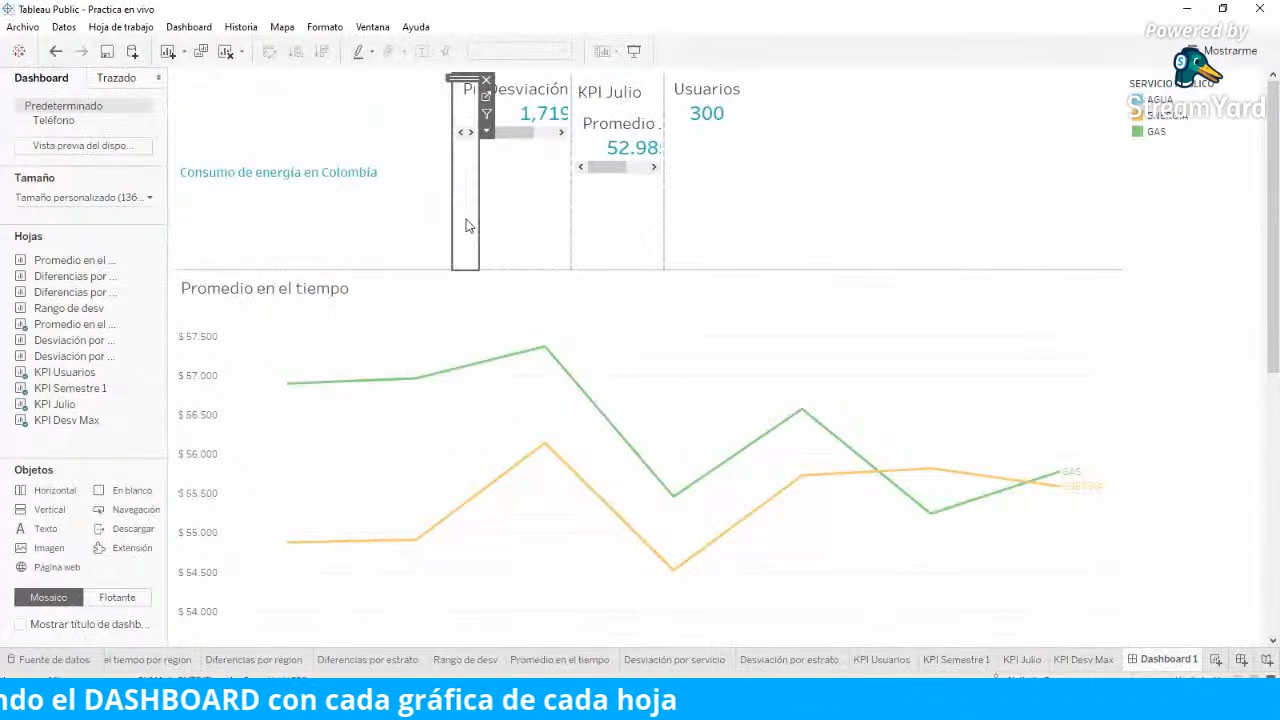 Tableau Public - Practica en vivo
Archivo Datos Hoja de trabajo Dashboard Historia Mapa Formato Ventana Ayuda
Powered by
Mostrarme
StreamYard
Dashboard Trazado
Predeterminado
Teléfono
Vista previa del dispo...
Tamaño
Tamaño personalizado (136...
Hojas
Promedio en el ...
Diferencias por ...
Diferencias por ...
Rango de desv
Promedio en el ...
Desviación por ...
Desviación por ...
KPI Usuarios
KPI Semestre 1
KPI Julio
KPI Desv Max
Objetos
Horizontal En blanco
Vertical Navegación
Texto Descargar
Imagen Extensión
Página web
Mosaico Flotante
Mostrar título de dashb...
Consumo de energía en Colombia
Desviación
1,719
KPI Julio
Promedio
52.98
Usuarios
300
AGUA
GAS
Promedio en el tiempo
$ 57.500
$ 57.000
$ 56.500
$ 56.000
$ 55.500
$ 55.000
$ 54.500
$ 54.000
GAS
ENERGIA
Fuente de datos el tiempo por region Diferencias por región Diferencias por estrato Rango de desv Promedio en el tiempo Desviación por servicio Desviación por estrato KPI Usuarios KPI Semestre 1 KPI Julio KPI Desv Max Dashboard 1
ndo el DASHBOARD con cada gráfica de cada hoja